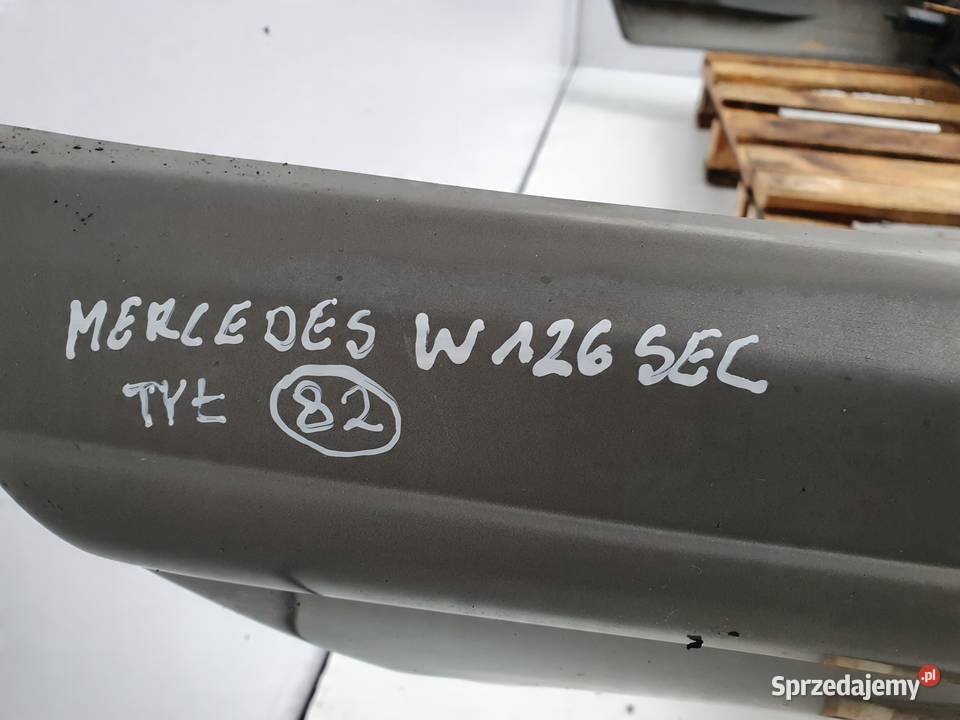 MERCEDES W126 SEC
TYŁ 82
Sprzedajemy.pl